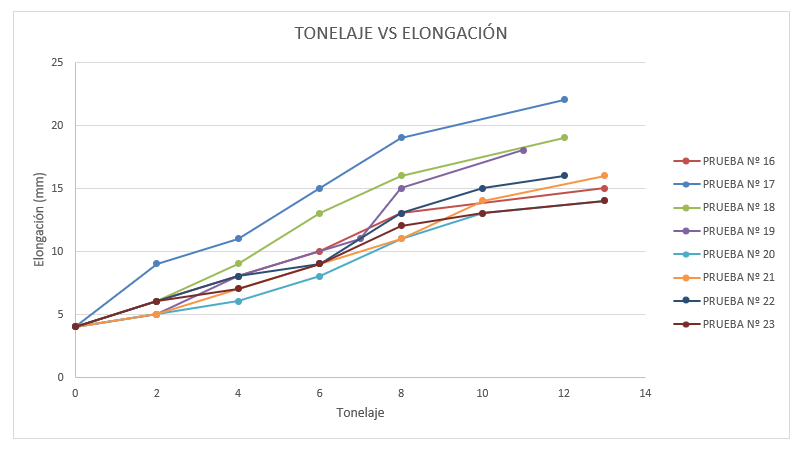 TONELAJE VS ELONGACIÓN
25
20
15
10
5
0
Elongación (mm)
0 2 4 6 8 10 12 14
Tonelaje
PRUEBA Nº 16
PRUEBA Nº 17
PRUEBA Nº 18
PRUEBA Nº 19
PRUEBA Nº 20
PRUEBA Nº 21
PRUEBA Nº 22
PRUEBA Nº 23